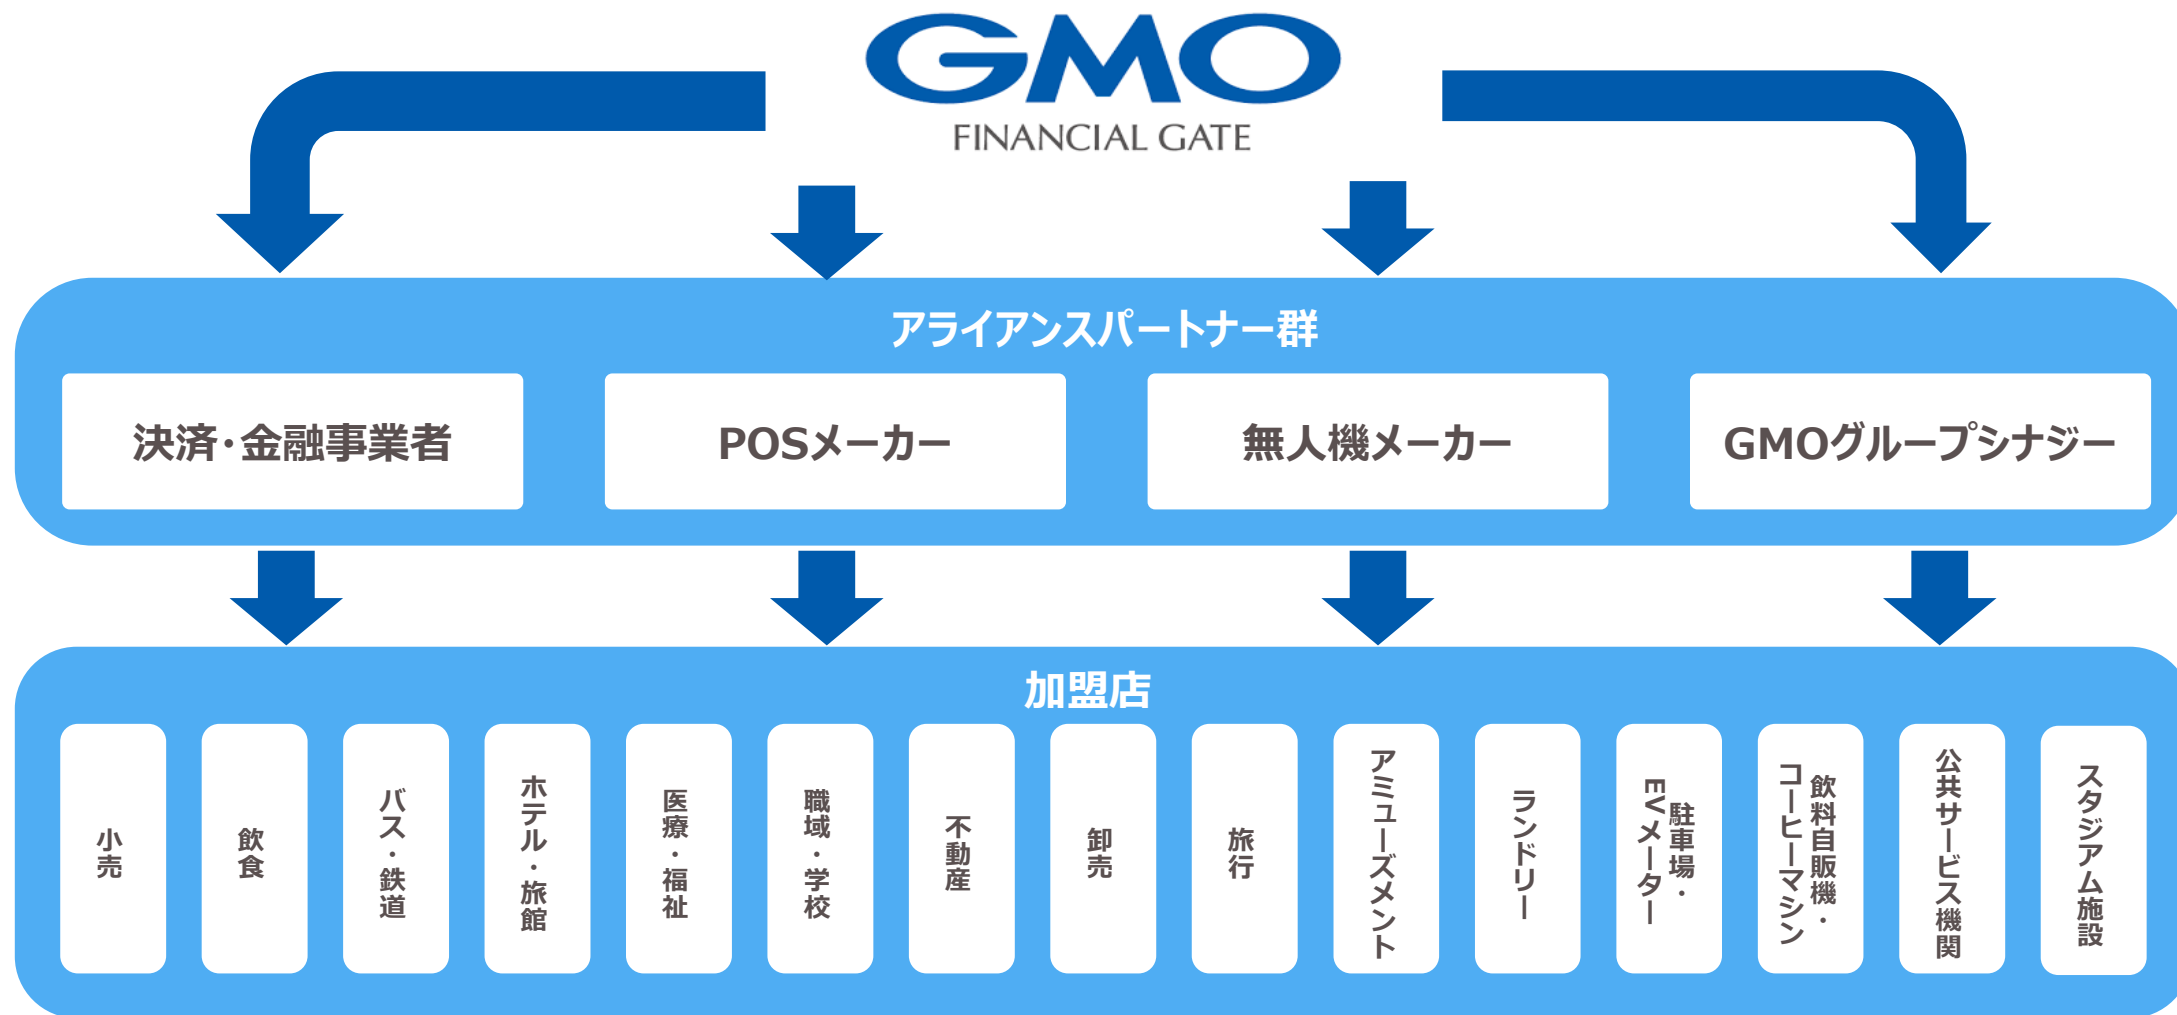 GMO
FINANCIAL GATE
アライアンスパートナー群
決済・金融事業者
POSメーカー
無人機メーカー
GMOグループシナジー
加盟店
小売
飲食
バス・鉄道
ホテル・旅館
医療・福祉
職域・学校
不動産
卸売
旅行
アミューズメント
ランドリー
駐車場・
EVメーター
飲料自販機・
コーヒーマシン
公共サービス機関
スタジアム施設